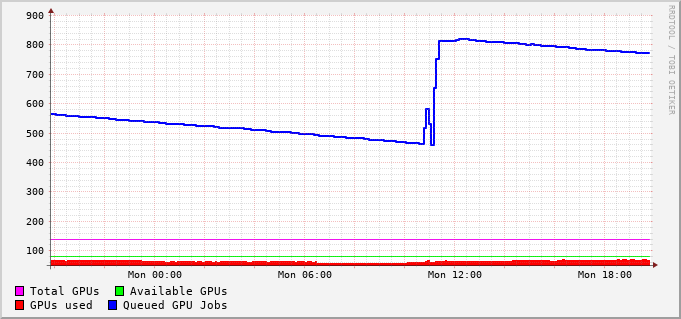 900
800
700
600
500
400
300
200
100
Mon 00:00 Mon 06:00 Mon 12:00 Mon 18:00
Total GPUs Available GPUs
GPUs used Queued GPU Jobs
RRDTOOL / TOBI OETIKER